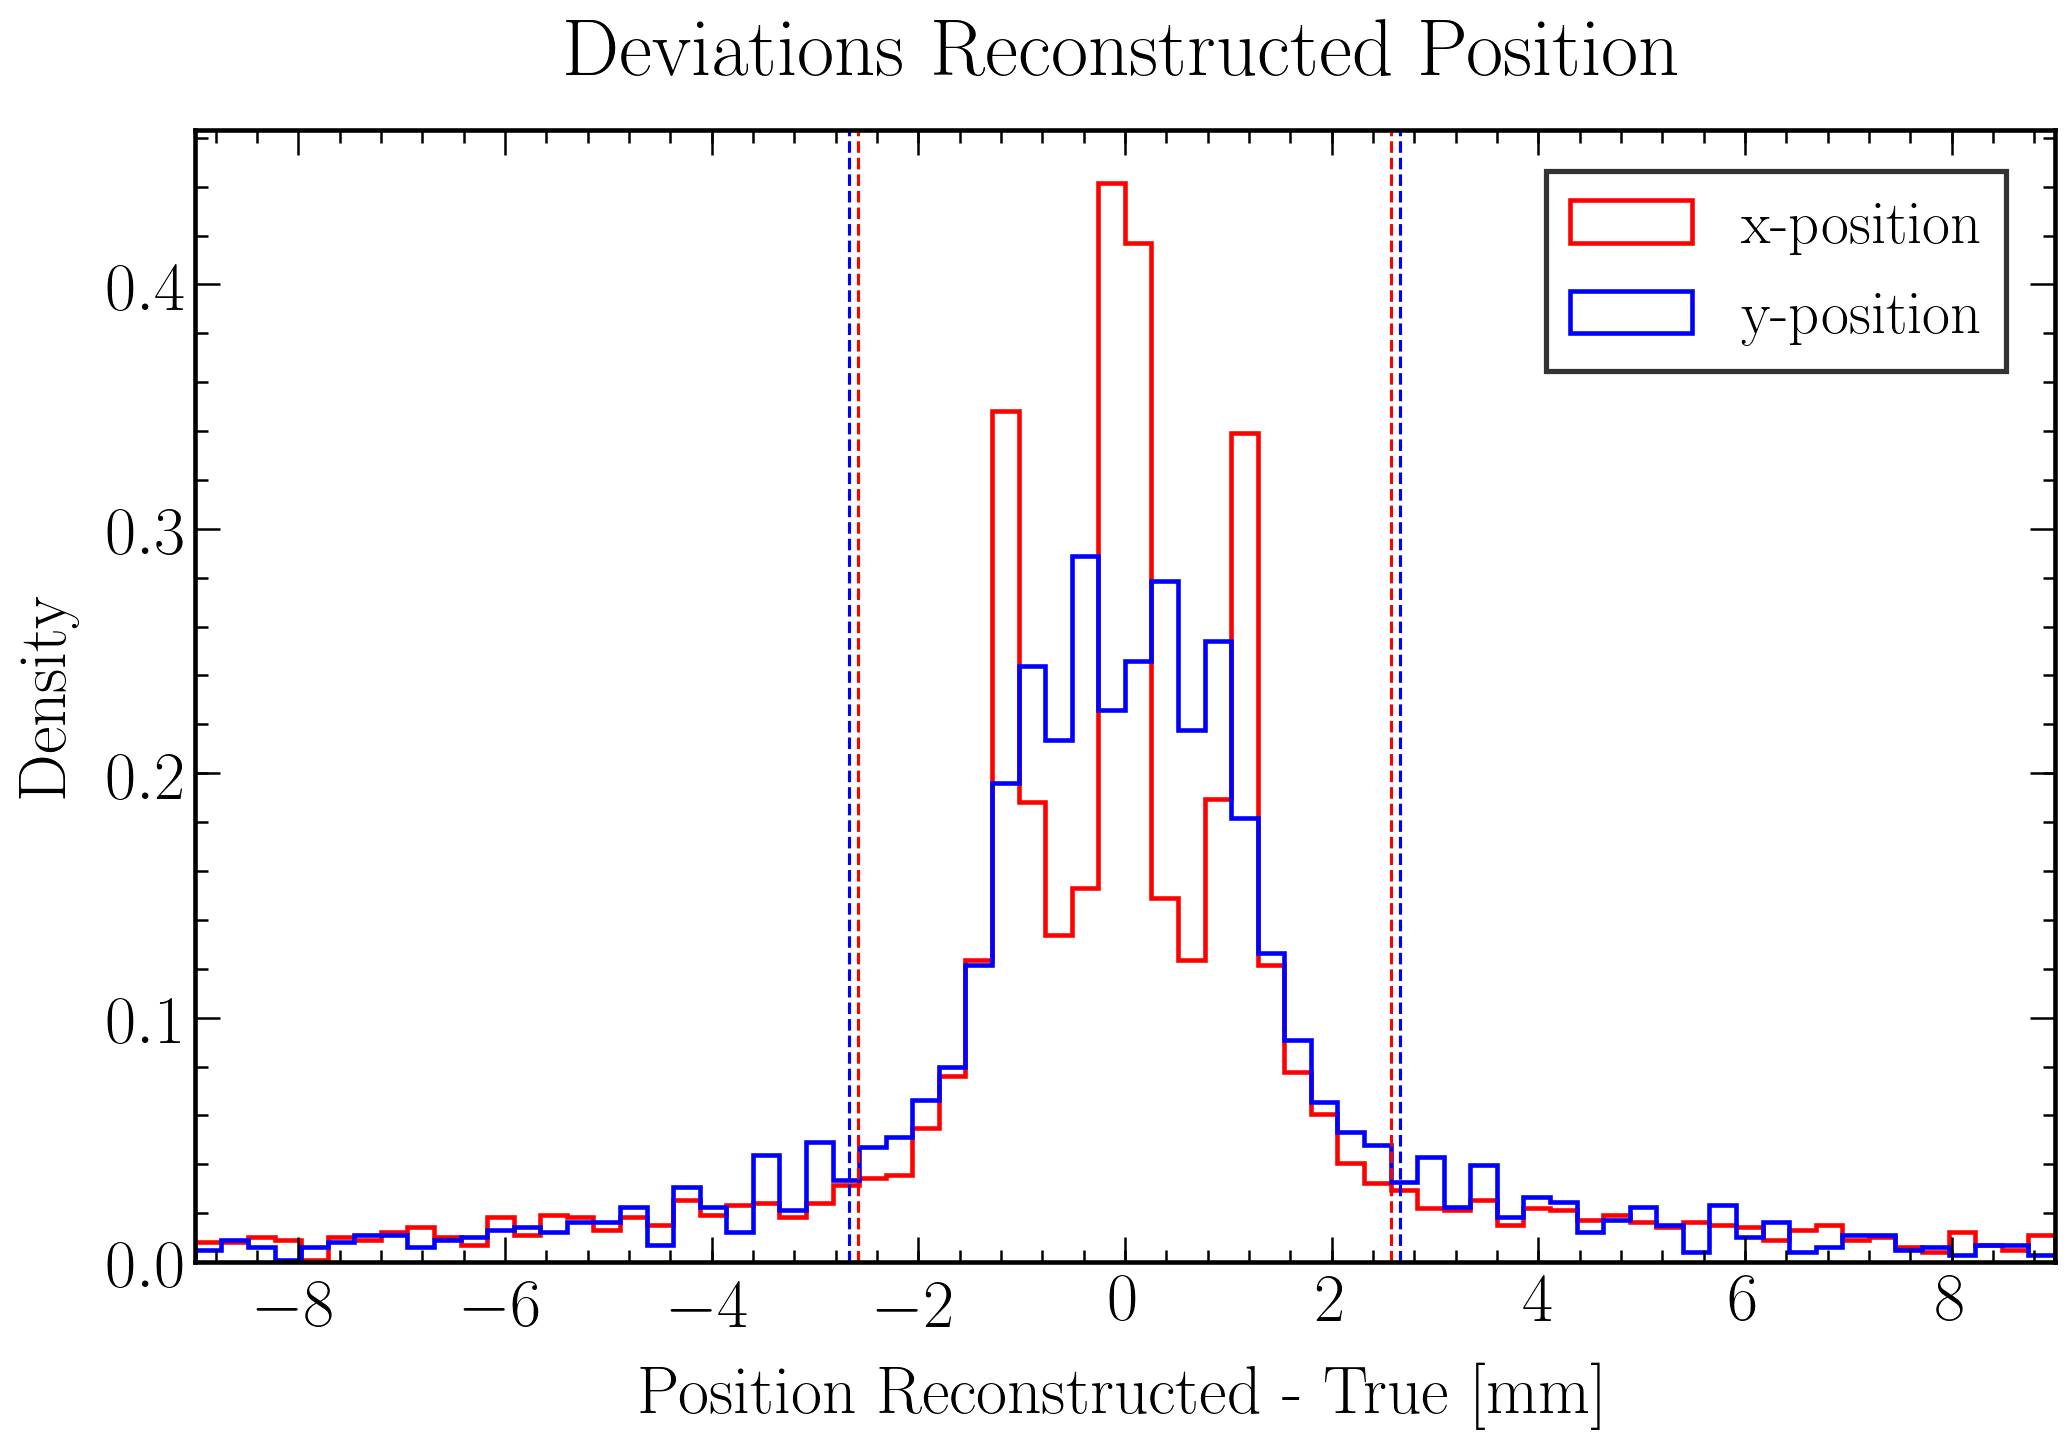 Deviations Reconstructed Position
x-position
y-position
0.4
0.3
0.2
0.1
0.0
Density
−8 −6 −4 −2 0 2 4 6 8
Position Reconstructed - True [mm]